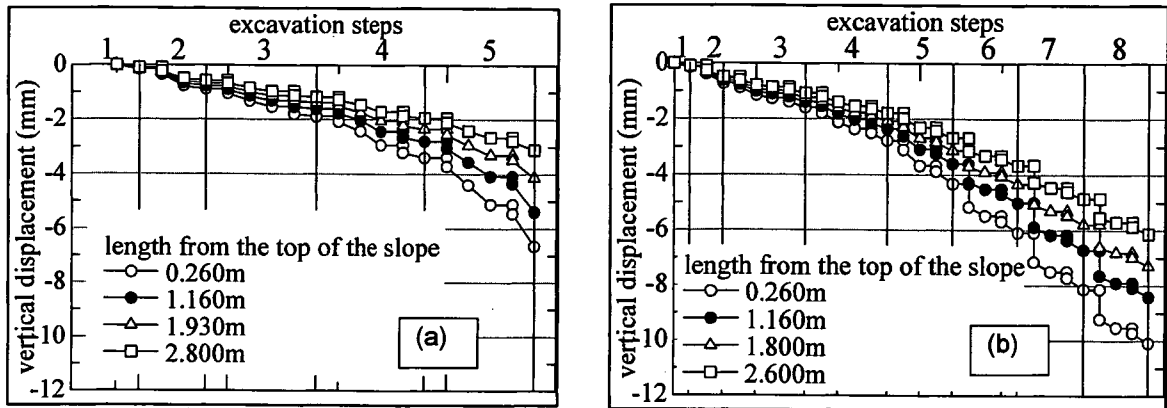 excavation steps
1 2 3 4 5
vertical displacement (mm)
0
-2
-4
-6
-8
-10
-12
length from the top of the slope
0.260m
1.160m
1.930m
2.800m
(a)
excavation steps
1 2 3 4 5 6 7 8
vertical displacement (mm)
0
-2
-4
-6
-8
-10
-12
length from the top of the slope
0.260m
1.160m
1.800m
2.600m
(b)